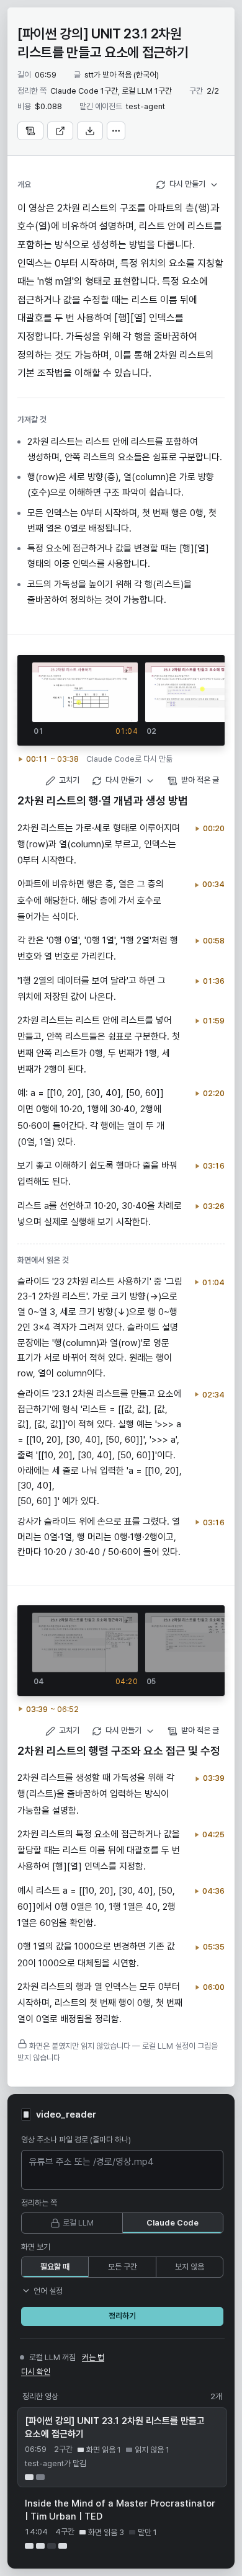 [파이썬 강의] UNIT 23.1 2차원
리스트를 만들고 요소에 접근하기
길이 06:59 글 stt가 받아 적음 (한국어)
정리한 쪽 Claude Code 1구간, 로컬 LLM 1구간 구간 2/2
비용 $0.088 맡긴 에이전트 test-agent
개요
다시 만들기
이 영상은 2차원 리스트의 구조를 아파트의 층(행)과
호수(열)에 비유하여 설명하며, 리스트 안에 리스트를
포함하는 방식으로 생성하는 방법을 다룹니다.
인덱스는 0부터 시작하며, 특정 위치의 요소를 지칭할
때는 'n행 m열'의 형태로 표현합니다. 특정 요소에
접근하거나 값을 수정할 때는 리스트 이름 뒤에
대괄호를 두 번 사용하여 [행][열] 인덱스를
지정합니다. 가독성을 위해 각 행을 줄바꿈하여
정의하는 것도 가능하며, 이를 통해 2차원 리스트의
기본 조작법을 이해할 수 있습니다.
가져갈 것
2차원 리스트는 리스트 안에 리스트를 포함하여
생성하며, 안쪽 리스트의 요소들은 쉼표로 구분합니다.
행(row)은 세로 방향(층), 열(column)은 가로 방향
(호수)으로 이해하면 구조 파악이 쉽습니다.
모든 인덱스는 0부터 시작하며, 첫 번째 행은 0행, 첫
번째 열은 0열로 배정됩니다.
특정 요소에 접근하거나 값을 변경할 때는 [행][열]
형태의 이중 인덱스를 사용합니다.
코드의 가독성을 높이기 위해 각 행(리스트)을
줄바꿈하여 정의하는 것이 가능합니다.
01 01:04 02
00:11 – 03:38 Claude Code로 다시 만듦
고치기 다시 만들기 받아 적은 글
2차원 리스트의 행·열 개념과 생성 방법
2차원 리스트는 가로·세로 형태로 이루어지며 00:20
행(row)과 열(column)로 부르고, 인덱스는
0부터 시작한다.
아파트에 비유하면 행은 층, 열은 그 층의 00:34
호수에 해당한다. 해당 층에 가서 호수로
들어가는 식이다.
각 칸은 '0행 0열', '0행 1열', '1행 2열'처럼 행 00:58
번호와 열 번호로 가리킨다.
'1행 2열의 데이터를 보여 달라'고 하면 그 01:36
위치에 저장된 값이 나온다.
2차원 리스트는 리스트 안에 리스트를 넣어 01:59
만들고, 안쪽 리스트들은 쉼표로 구분한다. 첫
번째 안쪽 리스트가 0행, 두 번째가 1행, 세
번째가 2행이 된다.
예: a = [[10, 20], [30, 40], [50, 60]] 02:20
이면 0행에 10·20, 1행에 30·40, 2행에
50·60이 들어간다. 각 행에는 열이 두 개
(0열, 1열) 있다.
보기 좋고 이해하기 쉽도록 행마다 줄을 바꿔 03:16
입력해도 된다.
리스트 a를 선언하고 10·20, 30·40을 차례로 03:26
넣으며 실제로 실행해 보기 시작한다.
화면에서 읽은 것
슬라이드 '23 2차원 리스트 사용하기' 중 '그림 01:04
23-1 2차원 리스트'. 가로 크기 방향(→)으로
열 0~열 3, 세로 크기 방향(↓)으로 행 0~행
2인 3×4 격자가 그려져 있다. 슬라이드 설명
문장에는 '행(column)과 열(row)'로 영문
표기가 서로 바뀌어 적혀 있다. 원래는 행이
row, 열이 column이다.
슬라이드 '23.1 2차원 리스트를 만들고 요소에 02:34
접근하기'에 형식 '리스트 = [[값, 값], [값,
값], [값, 값]]'이 적혀 있다. 실행 예는 '>>> a
= [[10, 20], [30, 40], [50, 60]]', '>>> a',
출력 '[[10, 20], [30, 40], [50, 60]]'이다.
아래에는 세 줄로 나눠 입력한 'a = [[10, 20],
[30, 40],
[50, 60] ]' 예가 있다.
강사가 슬라이드 위에 손으로 표를 그렸다. 열 03:16
머리는 0열·1열, 행 머리는 0행·1행·2행이고,
칸마다 10·20 / 30·40 / 50·60이 들어 있다.
04 04:20 05
03:39 – 06:52
고치기 다시 만들기 받아 적은 글
2차원 리스트의 행렬 구조와 요소 접근 및 수정
2차원 리스트를 생성할 때 가독성을 위해 각 03:39
행(리스트)을 줄바꿈하여 입력하는 방식이
가능함을 설명함.
2차원 리스트의 특정 요소에 접근하거나 값을 04:25
할당할 때는 리스트 이름 뒤에 대괄호를 두 번
사용하여 [행][열] 인덱스를 지정함.
예시 리스트 a = [[10, 20], [30, 40], [50, 04:36
60]]에서 0행 0열은 10, 1행 1열은 40, 2행
1열은 60임을 확인함.
0행 1열의 값을 1000으로 변경하면 기존 값 05:35
20이 1000으로 대체됨을 시연함.
2차원 리스트의 행과 열 인덱스는 모두 0부터 06:00
시작하며, 리스트의 첫 번째 행이 0행, 첫 번째
열이 0열로 배정됨을 정리함.
화면은 붙였지만 읽지 않았습니다 — 로컬 LLM 설정이 그림을
받지 않습니다
video_reader
영상 주소나 파일 경로 (줄마다 하나)
유튜브 주소 또는 /경로/영상.mp4
정리하는 쪽
로컬 LLM Claude Code
화면 보기
필요할 때 모든 구간 보지 않음
언어 설정
정리하기
로컬 LLM 꺼짐 켜는 법
다시 확인
정리한 영상 2개
[파이썬 강의] UNIT 23.1 2차원 리스트를 만들고
요소에 접근하기
06:59 2구간 화면 읽음 1 읽지 않음 1
test-agent가 맡김
Inside the Mind of a Master Procrastinator
| Tim Urban | TED
14:04 4구간 화면 읽음 3 말만 1